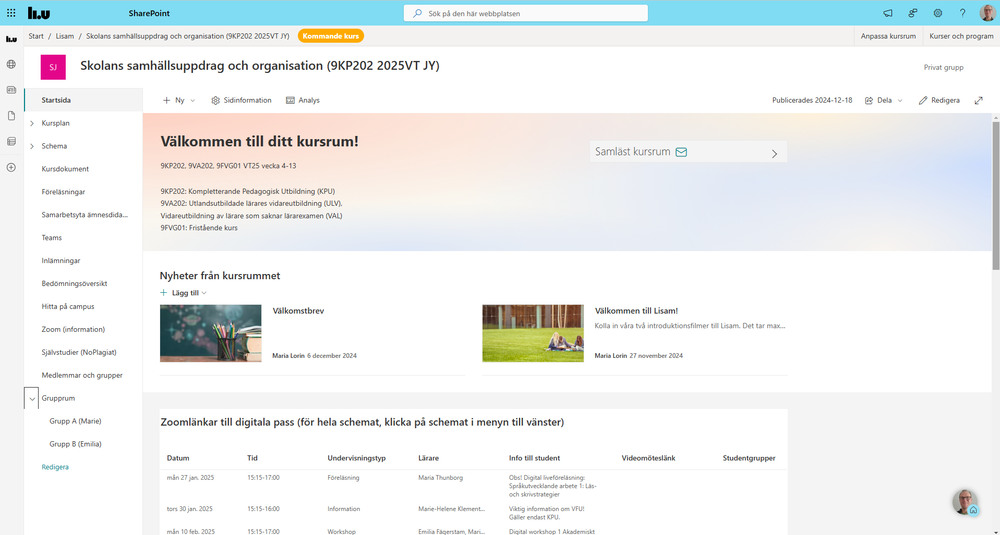 li.u SharePoint Sök på den här webbplatsen
li.u Start / Lisam / Skolans samhällsuppdrag och organisation (9KP202 2025VT JY) Kommande kurs Anpassa kursrum Kurser och program
SJ Skolans samhällsuppdrag och organisation (9KP202 2025VT JY) Privat grupp
Startsida
Kursplan
Schema
Kursdokument
Föreläsningar
Samarbetsyta ämnesdida...
Teams
Inlämningar
Bedömningsöversikt
Hitta på campus
Zoom (information)
Självstudier (NoPlagiat)
Medlemmar och grupper
Grupprum
Grupp A (Marie)
Grupp B (Emilia)
Redigera
Ny Sidinformation Analys Publicerades 2024-12-18 Dela Redigera
Välkommen till ditt kursrum!
9KP202, 9VA202, 9FVG01 VT25 vecka 4-13
9KP202: Kompletterande Pedagogisk Utbildning (KPU)
9VA202: Utlandsutbildade lärares vidareutbildning (ULV),
Vidareutbildning av lärare som saknar lärarexamen (VAL)
9FVG01: Fristående kurs
Samläst kursrum
Nyheter från kursrummet
Lägg till
Välkomstbrev
Maria Lorin 6 december 2024
Välkommen till Lisam!
Kolla in våra två introduktionsfilmer till Lisam. Det tar max...
Maria Lorin 27 november 2024
Zoomlänkar till digitala pass (för hela schemat, klicka på schemat i menyn till vänster)
Datum Tid Undervisningstyp Lärare Info till student Videomöteslänk Studentgrupper
mån 27 jan. 2025 15:15-17:00 Föreläsning Maria Thunborg Obs! Digital liveföreläsning:
Språkutvecklande arbete 1: Läs-
och skrivstrategier
tors 30 jan. 2025 15:15-16:00 Information Marie-Helene Klement... Viktig information om VFU!
Gäller endast KPU.
mån 10 feb. 2025 15:15-17:00 Workshop Emilia Fägerstam, Mari... Digital workshop 1 Akademiskt